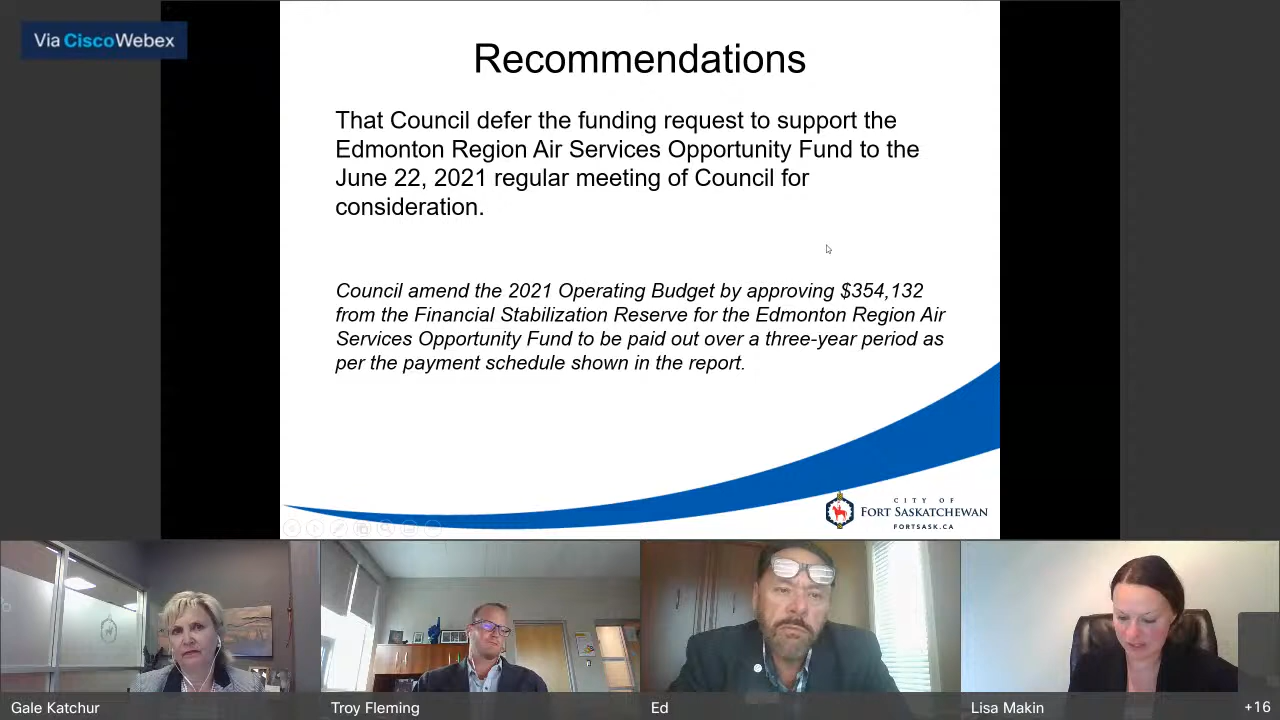 Via CiscoWebex
Recommendations
That Council defer the funding request to support the
Edmonton Region Air Services Opportunity Fund to the
June 22, 2021 regular meeting of Council for
consideration.
Council amend the 2021 Operating Budget by approving $354,132
from the Financial Stabilization Reserve for the Edmonton Region Air
Services Opportunity Fund to be paid out over a three-year period as
per the payment schedule shown in the report.
CITY OF
FORT SASKATCHEWAN
FORTSASK.CA
Gale Katchur
Troy Fleming
Ed
Lisa Makin
+16